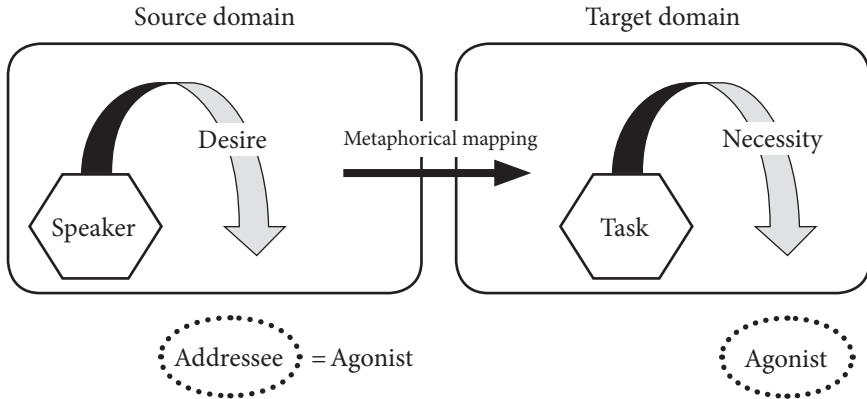 Source domain
Target domain
Desire
Metaphorical mapping
Necessity
Speaker
Task
Addressee = Agonist
Agonist